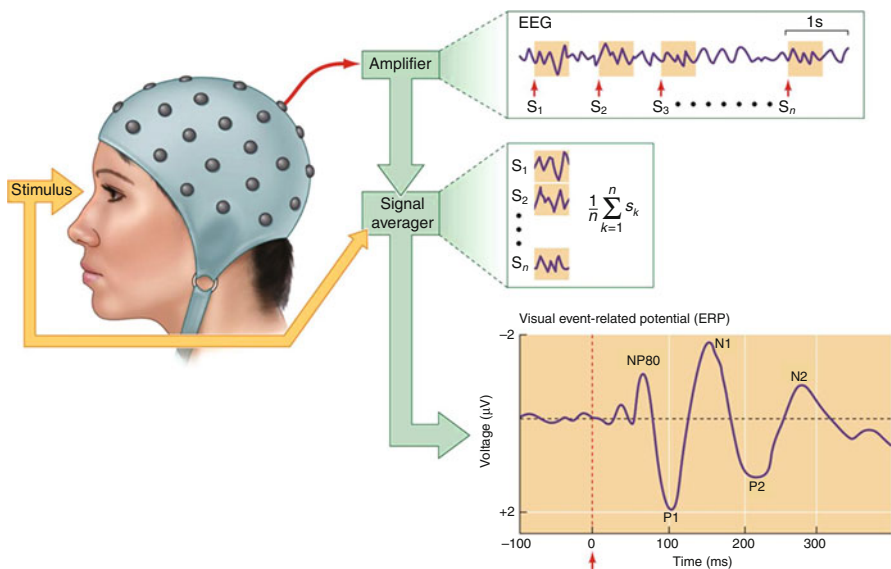 EEG
1s
Amplifier
S1 S2 S3 Sn
Stimulus
Signal
averager
S1
S2
Sn
1/n ∑ k=1 n sk
Visual event-related potential (ERP)
–2
+2
Voltage (μV)
NP80
N1
N2
P1
P2
–100 0 100 200 300
Time (ms)